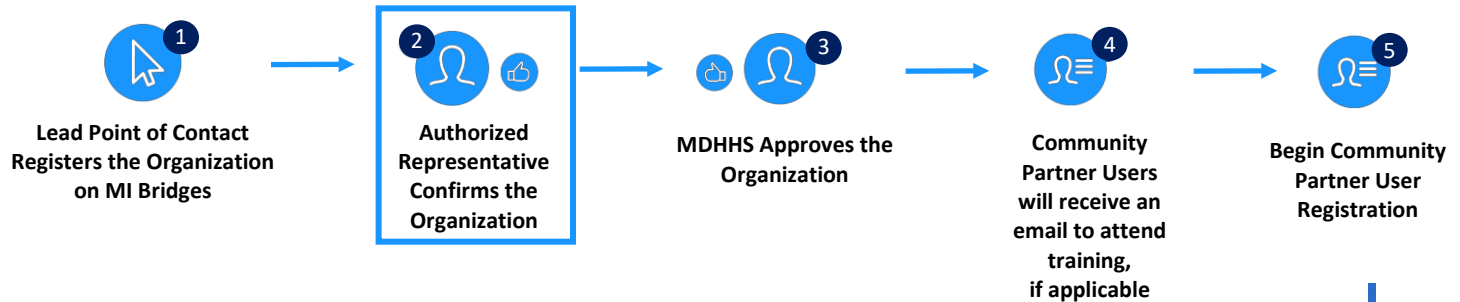 1
Lead Point of Contact
Registers the Organization
on MI Bridges
2
Authorized
Representative
Confirms the
Organization
3
MDHHS Approves the
Organization
4
Community
Partner Users
will receive an
email to attend
training,
if applicable
5
Begin Community
Partner User
Registration